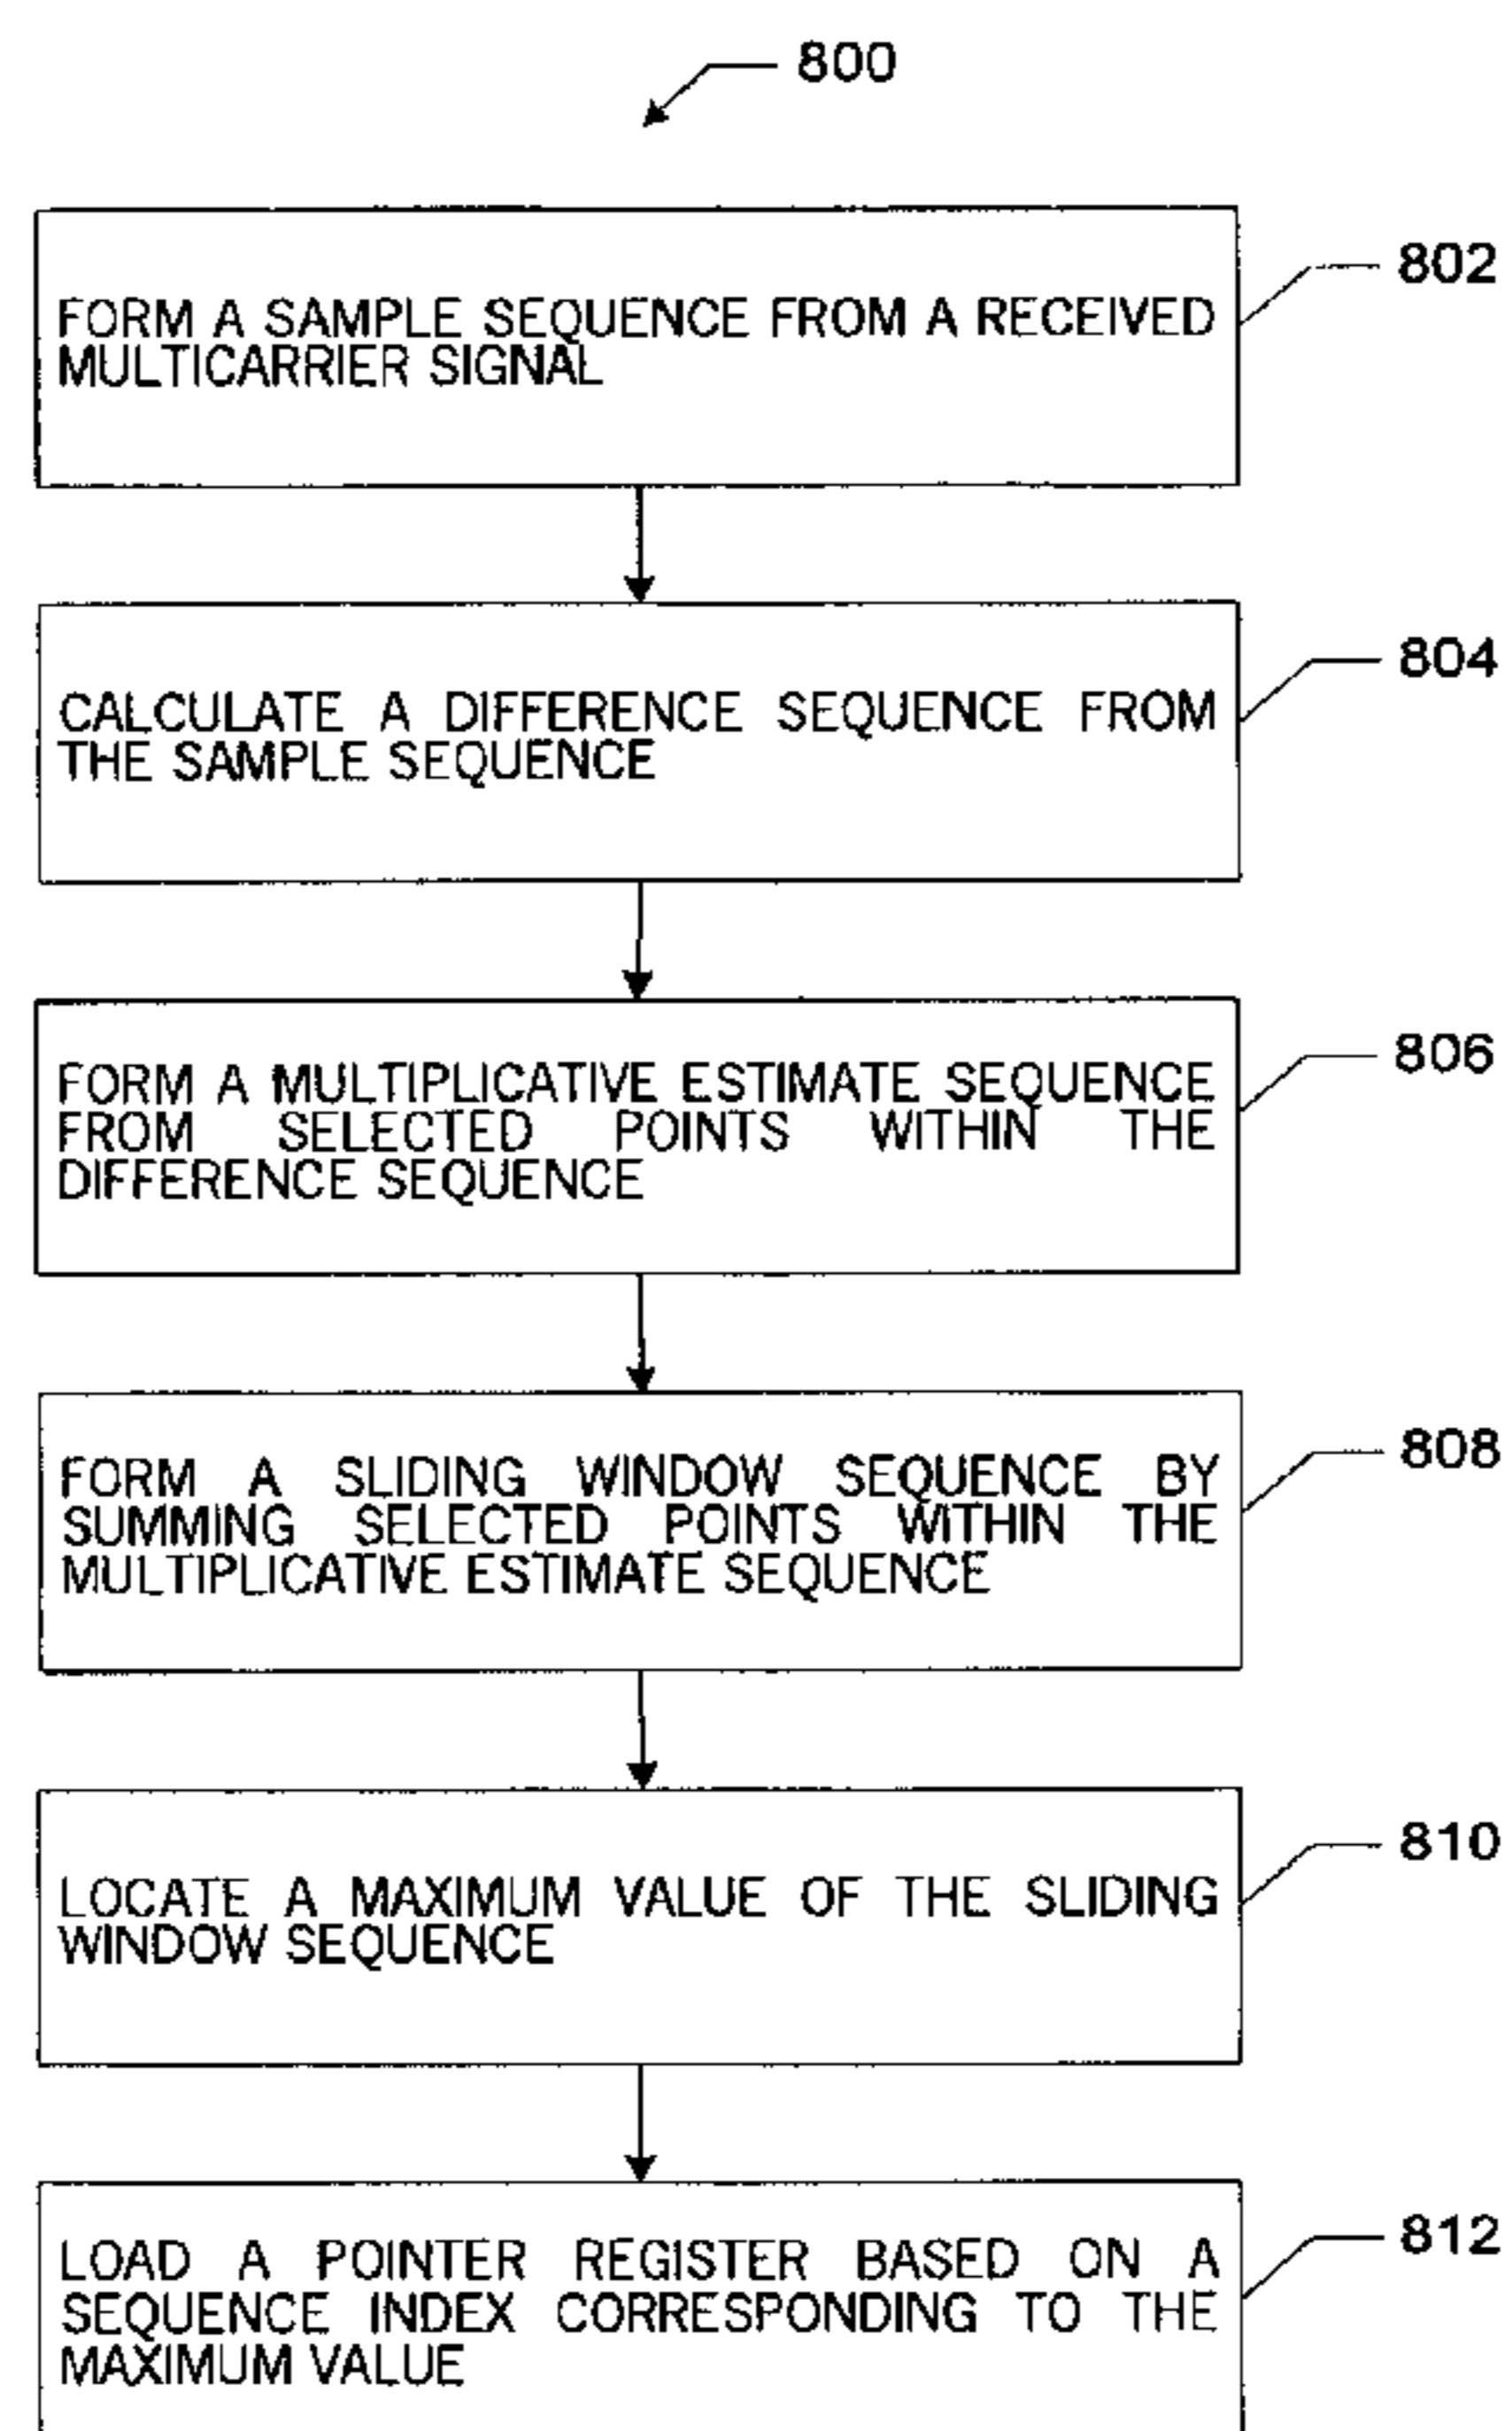 800
802
FORM A SAMPLE SEQUENCE FROM A RECEIVED
MULTICARRIER SIGNAL
804
CALCULATE A DIFFERENCE SEQUENCE FROM
THE SAMPLE SEQUENCE
806
FORM A MULTIPLICATIVE ESTIMATE SEQUENCE
FROM SELECTED POINTS WITHIN THE
DIFFERENCE SEQUENCE
808
FORM A SLIDING WINDOW SEQUENCE BY
SUMMING SELECTED POINTS WITHIN THE
MULTIPLICATIVE ESTIMATE SEQUENCE
810
LOCATE A MAXIMUM VALUE OF THE SLIDING
WINDOW SEQUENCE
812
LOAD A POINTER REGISTER BASED ON A
SEQUENCE INDEX CORRESPONDING TO THE
MAXIMUM VALUE